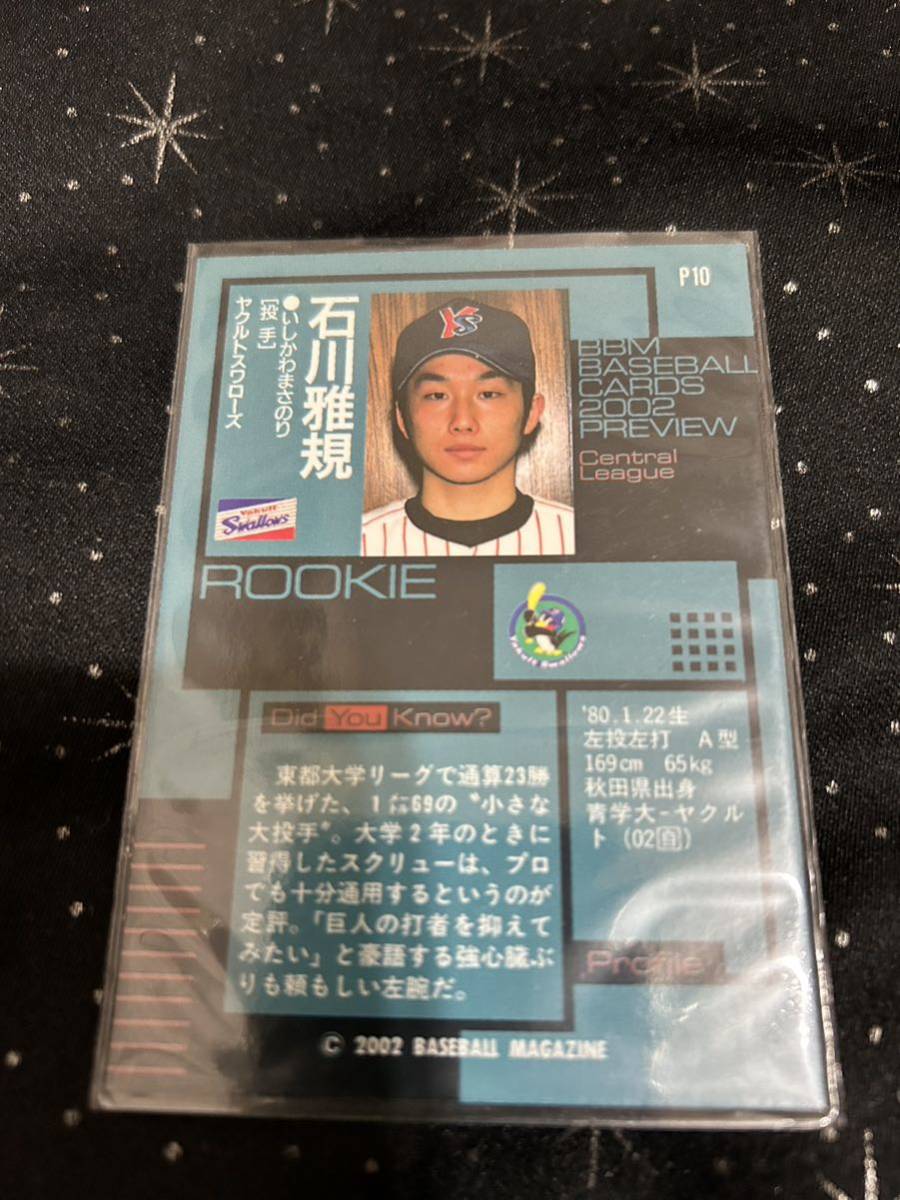 P10
BBM
BASEBALL
CARDS
2002
PREVIEW
Central
League
石川雅規
●いしかわまさのり
[投手]
ヤクルトスワローズ
YS
Yakult
Swallows
ROOKIE
Yakult Swallows
Did You Know?
東都大学リーグで通算23勝
を挙げた、1㍍69の〝小さな
大投手〟。大学2年のときに
習得したスクリューは、プロ
でも十分通用するというのが
定評。「巨人の打者を抑えて
みたい」と豪語する強心臓ぶ
りも頼もしい左腕だ。
'80.1.22生
左投左打 A型
169cm 65kg
秋田県出身
青学大-ヤクル
ト(02自)
Profile
© 2002 BASEBALL MAGAZINE